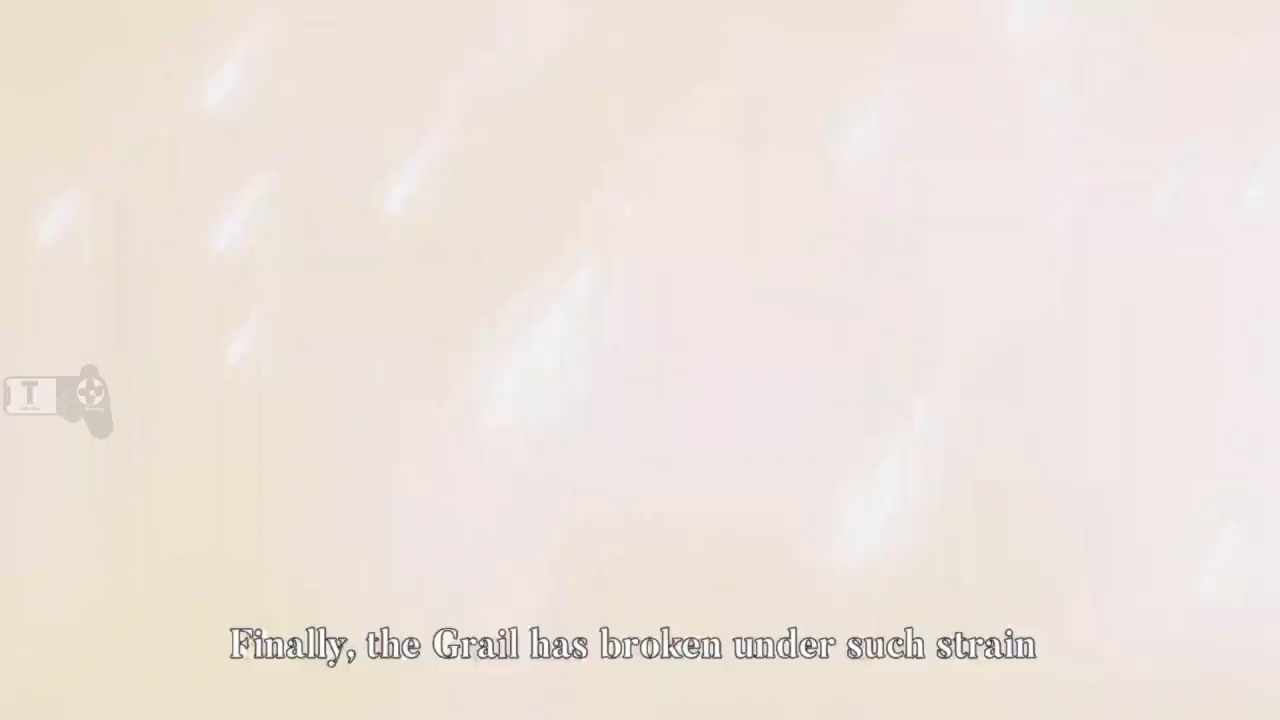 T
Finally, the Grail has broken under such strain